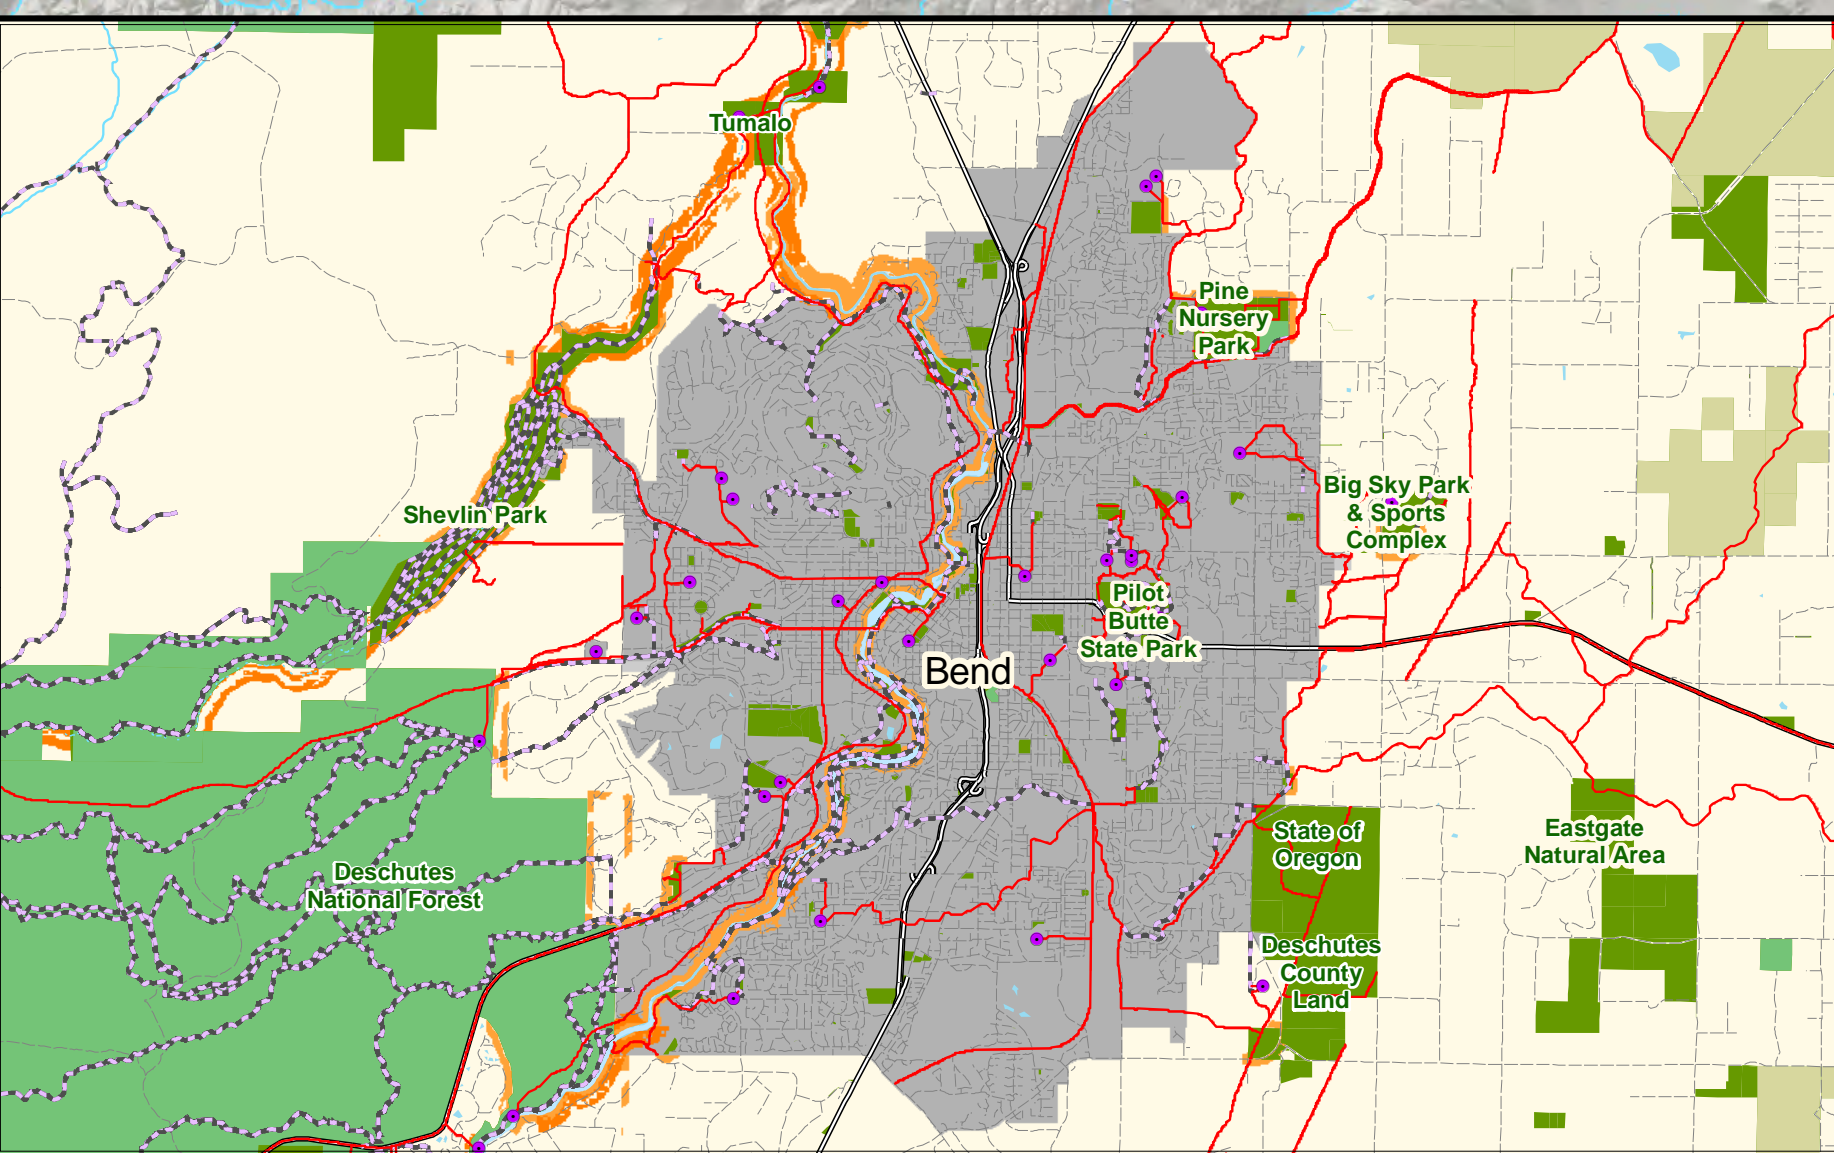 Tumalo
Pine
Nursery
Park
Big Sky Park
& Sports
Complex
Shevlin Park
Pilot
Butte
State Park
Bend
State of
Oregon
Eastgate
Natural Area
Deschutes
National Forest
Deschutes
County
Land